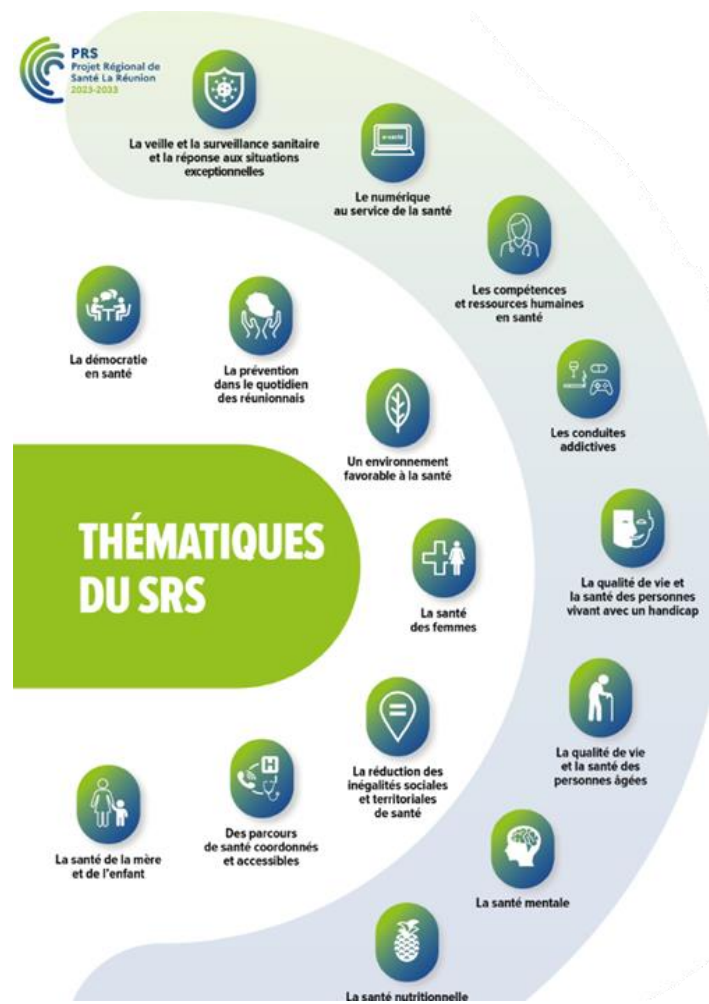 PRS
Projet Régional de
Santé La Réunion
2023-2033
La veille et la surveillance sanitaire
et la réponse aux situations
exceptionnelles
e-santé
Le numérique
au service de la santé
Les compétences
et ressources humaines
en santé
La démocratie
en santé
La prévention
dans le quotidien
des réunionnais
Les conduites
addictives
Un environnement
favorable à la santé
THÉMATIQUES
DU SRS
La qualité de vie et
la santé des personnes
vivant avec un handicap
La santé
des femmes
La qualité de vie
et la santé des
personnes âgées
La réduction des
inégalités sociales
et territoriales
de santé
H
Des parcours
de santé coordonnés
et accessibles
La santé de la mère
et de l'enfant
La santé mentale
La santé nutritionnelle